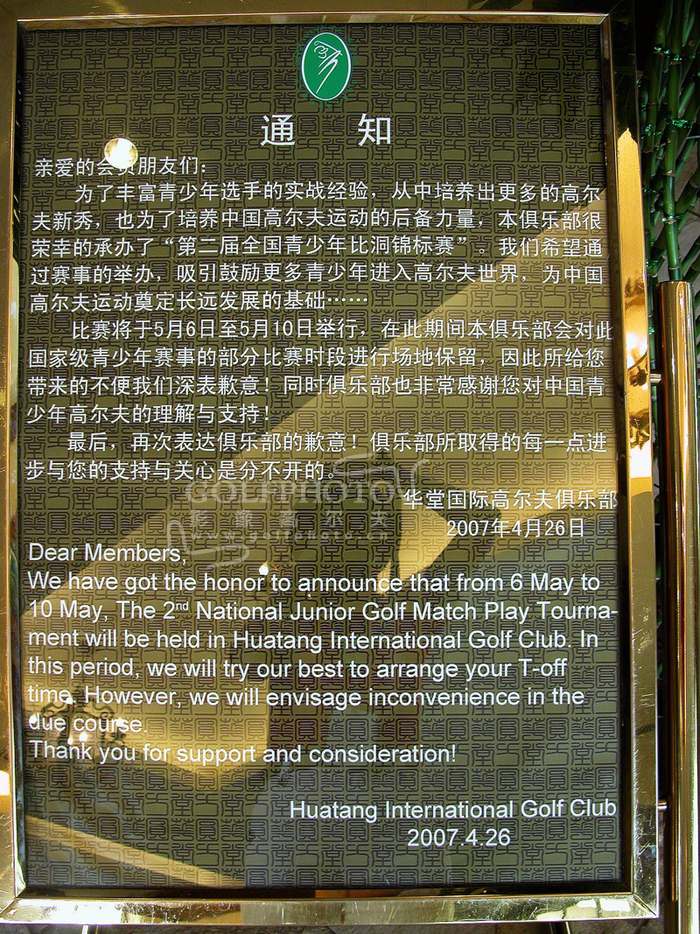 通 知
亲爱的会员朋友们：
为了丰富青少年选手的实战经验，从中培养出更多的高尔
夫新秀，也为了培养中国高尔夫运动的后备力量，本俱乐部很
荣幸的承办了“第二届全国青少年比洞锦标赛”。我们希望通
过赛事的举办，吸引鼓励更多青少年进入高尔夫世界，为中国
高尔夫运动奠定长远发展的基础……
比赛将于5月6日至5月10日举行，在此期间本俱乐部会对此
国家级青少年赛事的部分比赛时段进行场地保留，因此所给您
带来的不便我们深表歉意！同时俱乐部也非常感谢您对中国青
少年高尔夫的理解与支持！
最后，再次表达俱乐部的歉意！俱乐部所取得的每一点进
步与您的支持与关心是分不开的。
GOLFPHOTO
华堂国际高尔夫俱乐部
2007年4月26日
Dear Members,
We have got the honor to announce that from 6 May to
10 May, The 2nd National Junior Golf Match Play Tourna-
ment will be held in Huatang International Golf Club. In
this period, we will try our best to arrange your T-off
time. However, we will envisage inconvenience in the
due course.
Thank you for support and consideration!
Huatang International Golf Club
2007.4.26